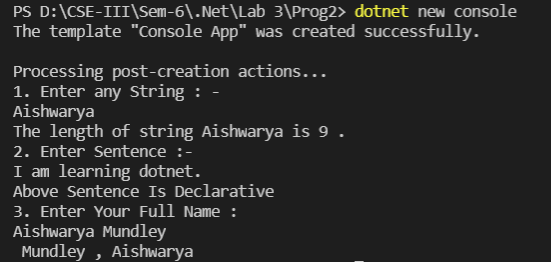 PS D:\CSE-III\Sem-6\.Net\Lab 3\Prog2> dotnet new console
The template "Console App" was created successfully.
Processing post-creation actions...
1. Enter any String : -
Aishwarya
The length of string Aishwarya is 9 .
2. Enter Sentence :-
I am learning dotnet.
Above Sentence Is Declarative
3. Enter Your Full Name :
Aishwarya Mundley
 Mundley , Aishwarya